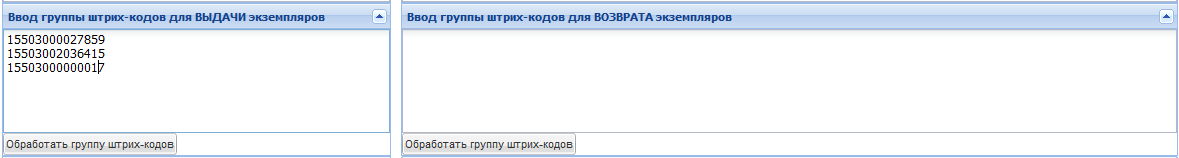 Ввод группы штрих-кодов для ВЫДАЧИ экземпляров
15503000027859
15503002036415
15503000000017
Обработать группу штрих-кодов
Ввод группы штрих-кодов для ВОЗВРАТА экземпляров
Обработать группу штрих-кодов